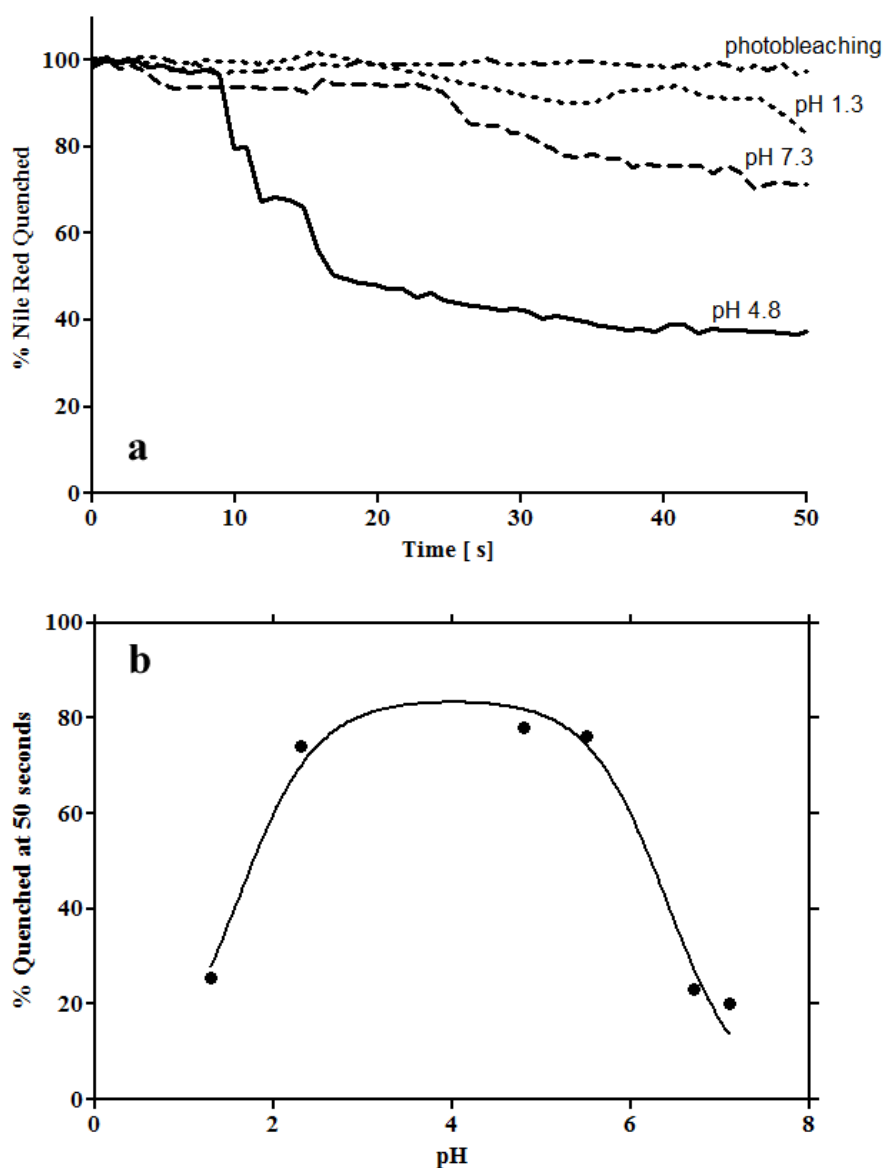 100
80
60
40
20
0
% Nile Red Quenched
photobleaching
pH 1.3
pH 7.3
pH 4.8
a
0 10 20 30 40 50
Time [ s]
100
80
60
40
20
0
% Quenched at 50 seconds
b
0 2 4 6 8
pH